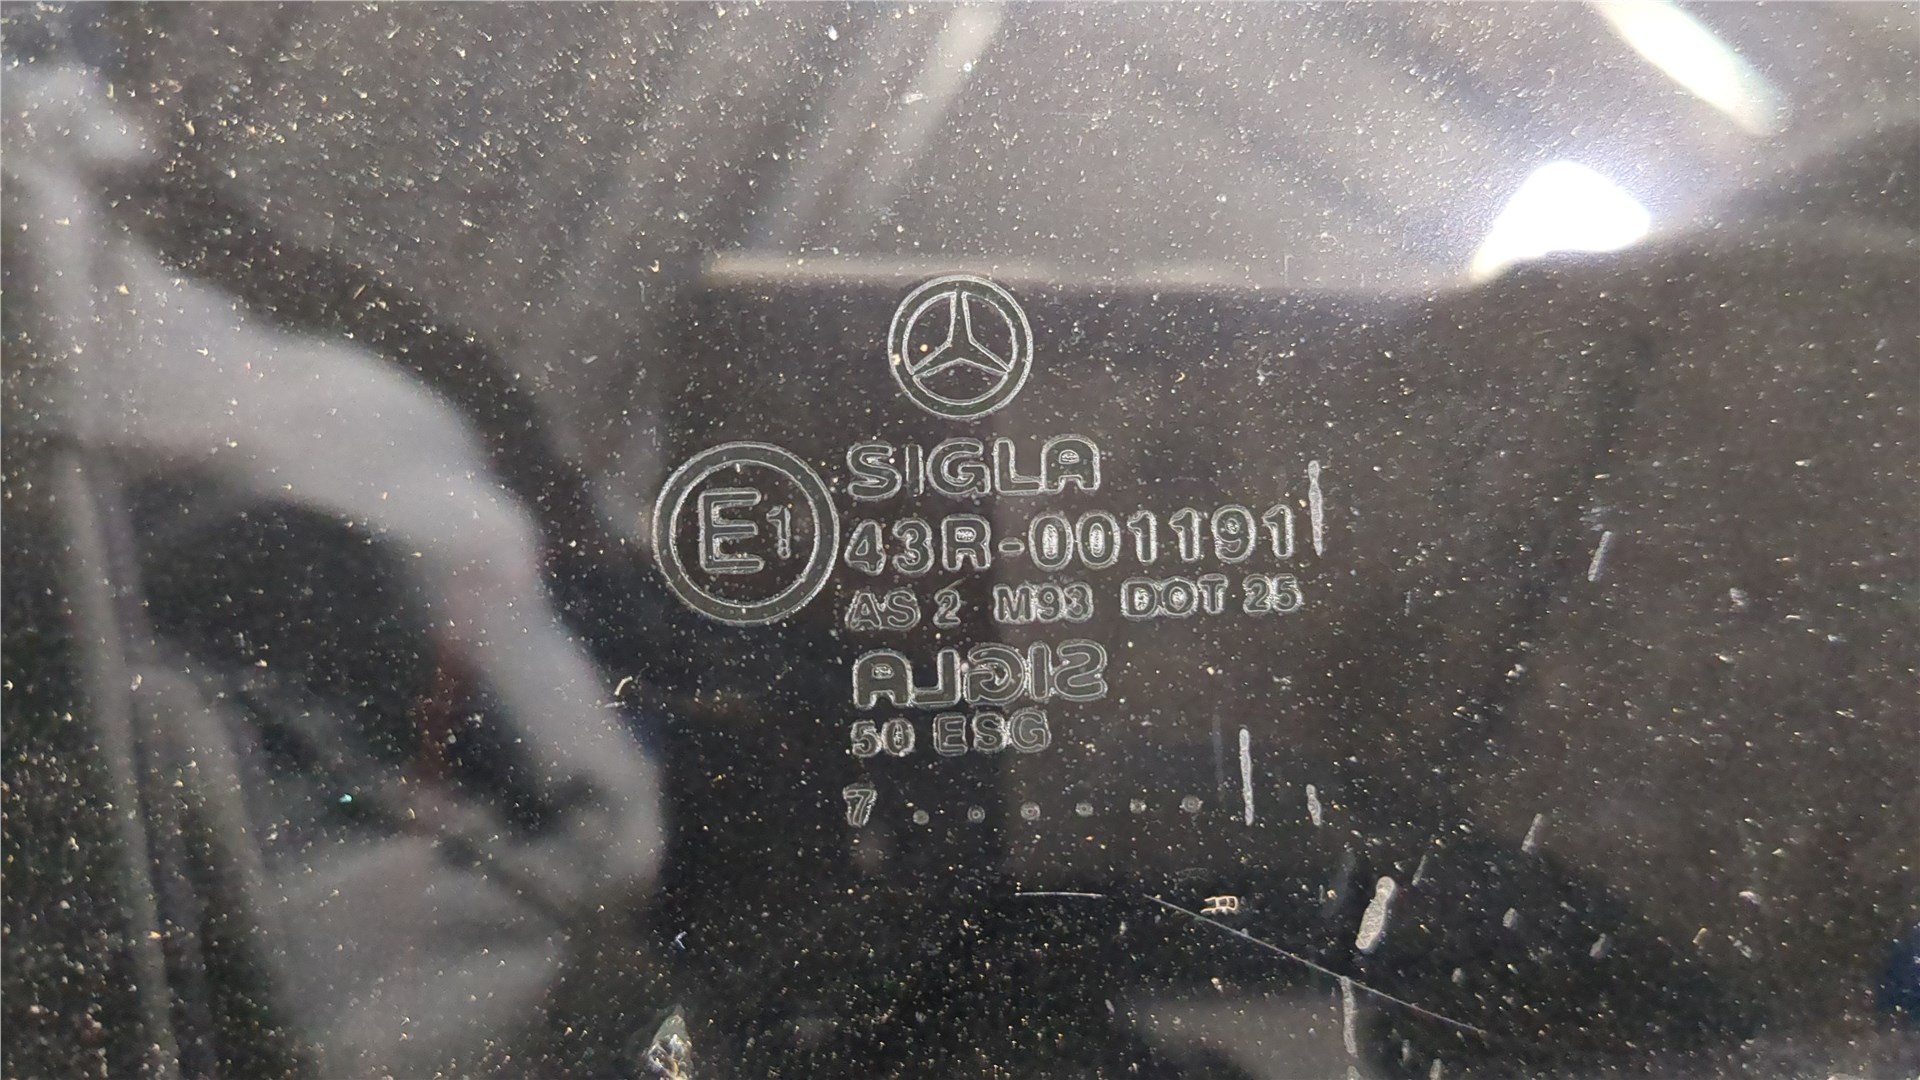 SIGLA
E1 43R-001191
AS 2 M93 DOT 25
SIGLA
50 ESG
7 . . . . . .